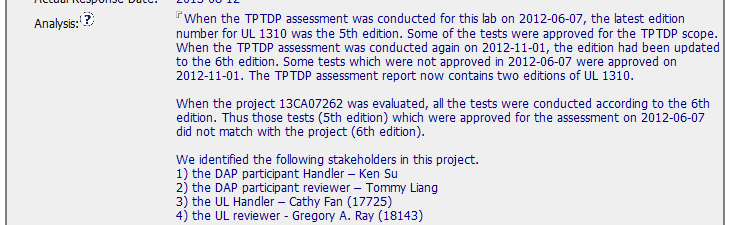 Analysis:
When the TPTDP assessment was conducted for this lab on 2012-06-07, the latest edition
number for UL 1310 was the 5th edition. Some of the tests were approved for the TPTDP scope.
When the TPTDP assessment was conducted again on 2012-11-01, the edition had been updated
to the 6th edition. Some tests which were not approved in 2012-06-07 were approved on
2012-11-01. The TPTDP assessment report now contains two editions of UL 1310.
When the project 13CA07262 was evaluated, all the tests were conducted according to the 6th
edition. Thus those tests (5th edition) which were approved for the assessment on 2012-06-07
did not match with the project (6th edition).
We identified the following stakeholders in this project.
1) the DAP participant Handler – Ken Su
2) the DAP participant reviewer – Tommy Liang
3) the UL Handler – Cathy Fan (17725)
4) the UL reviewer - Gregory A. Ray (18143)